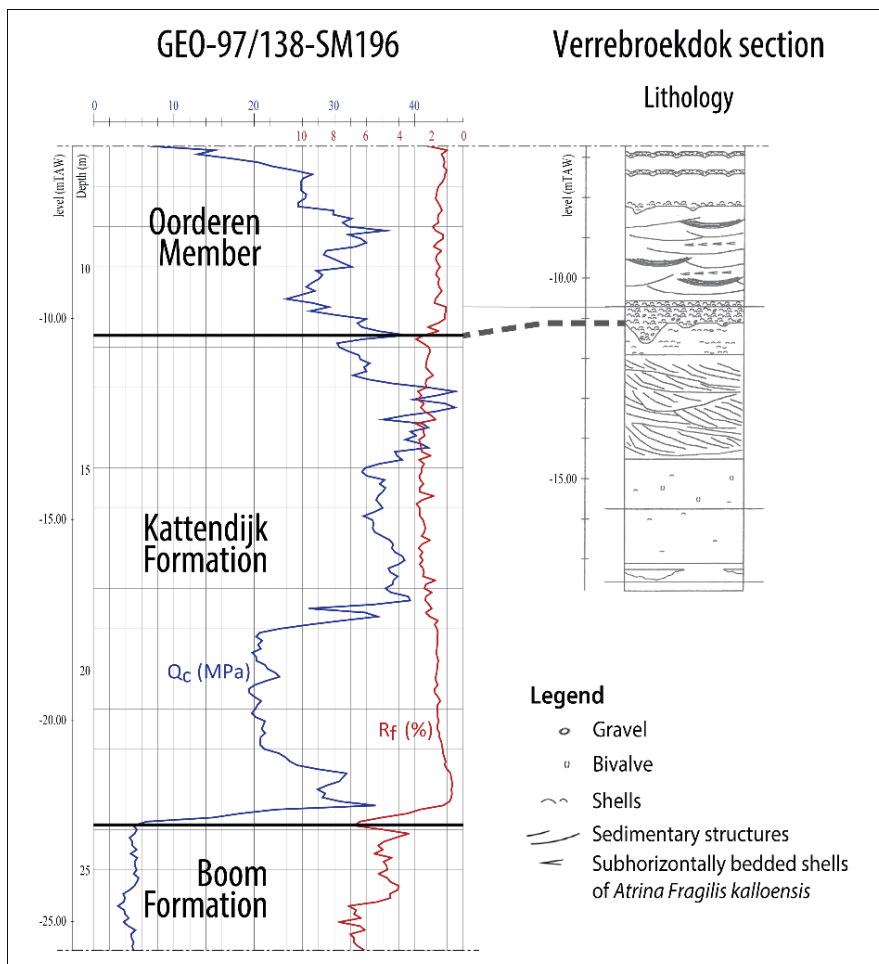 GEO-97/138-SM196
Verrebroekdok section
Lithology
0 10 20 30 40
10 8 6 4 2 0
level (mTAW)
Depth (m)
level (mTAW)
Oorderen
Member
10
-10.00
-10.00
15
-15.00
-15.00
Kattendijk
Formation
20
Qc (MPa)
-20.00
Rf (%)
25
-25.00
Boom
Formation
Legend
Gravel
Bivalve
Shells
Sedimentary structures
Subhorizontally bedded shells
of Atrina Fragilis kalloensis